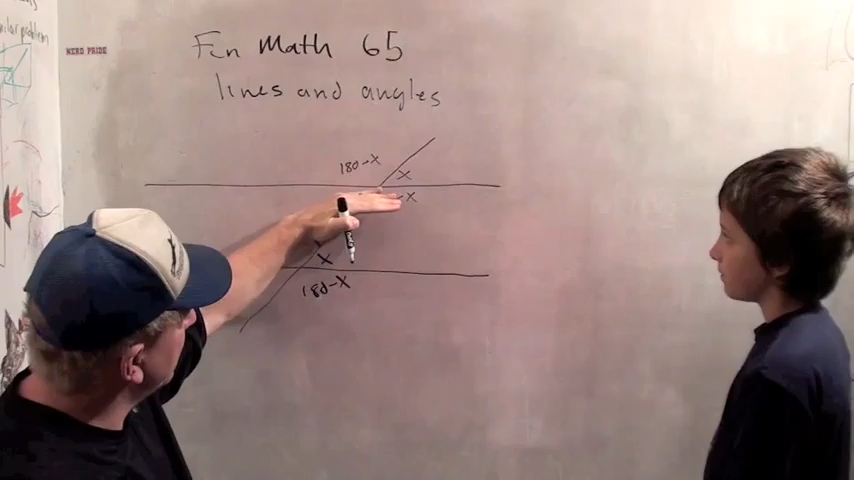 NERD PRIDE
Fun Math 65
lines and angles
180-X
X
-X
X
180-X